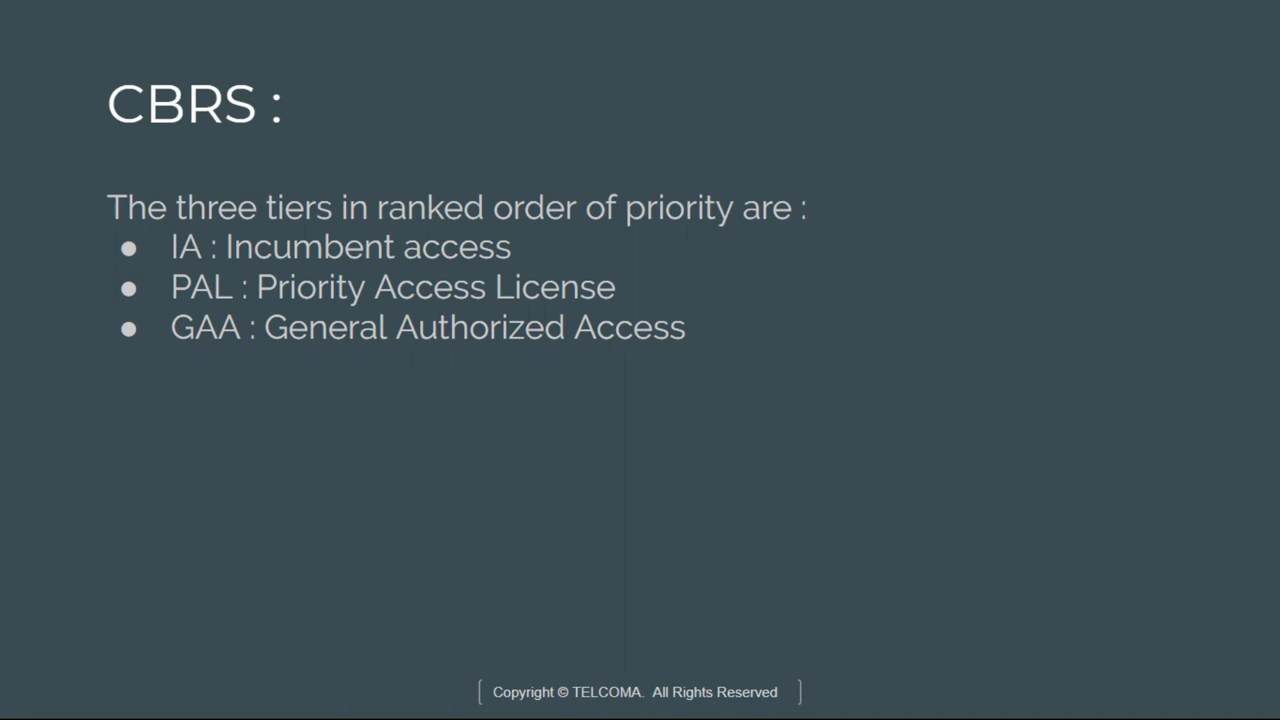 CBRS :
The three tiers in ranked order of priority are :
● IA : Incumbent access
● PAL : Priority Access License
● GAA : General Authorized Access
[ Copyright © TELCOMA. All Rights Reserved ]